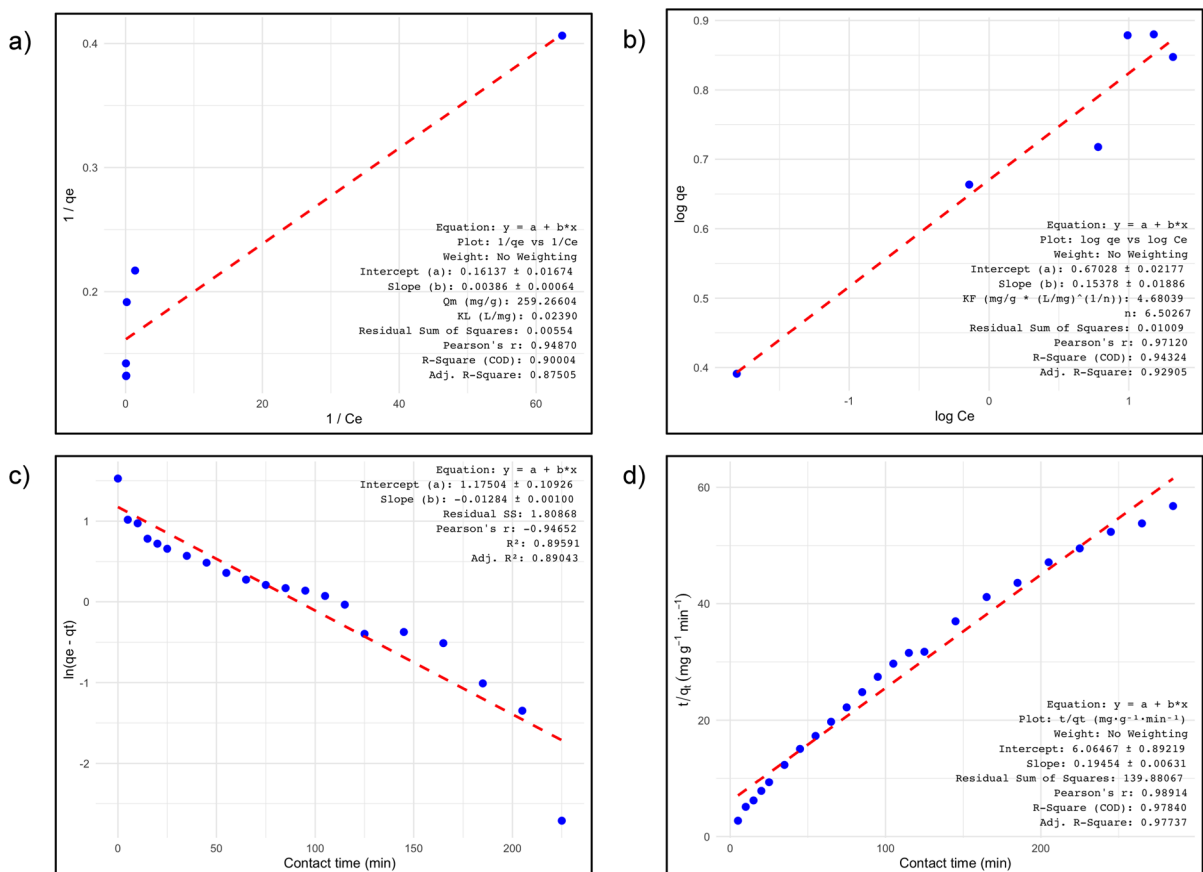 a)
0.4
0.3
0.2
1 / qe
Equation: y = a + b*x
Plot: 1/qe vs 1/Ce
Weight: No Weighting
Intercept (a): 0.16137 ± 0.01674
Slope (b): 0.00386 ± 0.00064
Qm (mg/g): 259.26604
KL (L/mg): 0.02390
Residual Sum of Squares: 0.00554
Pearson's r: 0.94870
R-Square (COD): 0.90004
Adj. R-Square: 0.87505
0 20 40 60
1 / Ce
b)
0.9
0.8
0.7
0.6
0.5
0.4
log qe
Equation: y = a + b*x
Plot: log qe vs log Ce
Weight: No Weighting
Intercept (a): 0.67028 ± 0.02177
Slope (b): 0.15378 ± 0.01886
KF (mg/g * (L/mg)^(1/n)): 4.68039
n: 6.50267
Residual Sum of Squares: 0.01009
Pearson's r: 0.97120
R-Square (COD): 0.94324
Adj. R-Square: 0.92905
-1 0 1
log Ce
c)
1
0
-1
-2
ln(qe - qt)
Equation: y = a + b*x
Intercept (a): 1.17504 ± 0.10926
Slope (b): -0.01284 ± 0.00100
Residual SS: 1.80868
Pearson's r: -0.94652
R²: 0.89591
Adj. R²: 0.89043
0 50 100 150 200
Contact time (min)
d)
60
40
20
0
t/qₜ (mg g⁻¹ min⁻¹)
Equation: y = a + b*x
Plot: t/qt (mg·g⁻¹·min⁻¹)
Weight: No Weighting
Intercept: 6.06467 ± 0.89219
Slope: 0.19454 ± 0.00631
Residual Sum of Squares: 139.88067
Pearson's r: 0.98914
R-Square (COD): 0.97840
Adj. R-Square: 0.97737
0 100 200
Contact time (min)